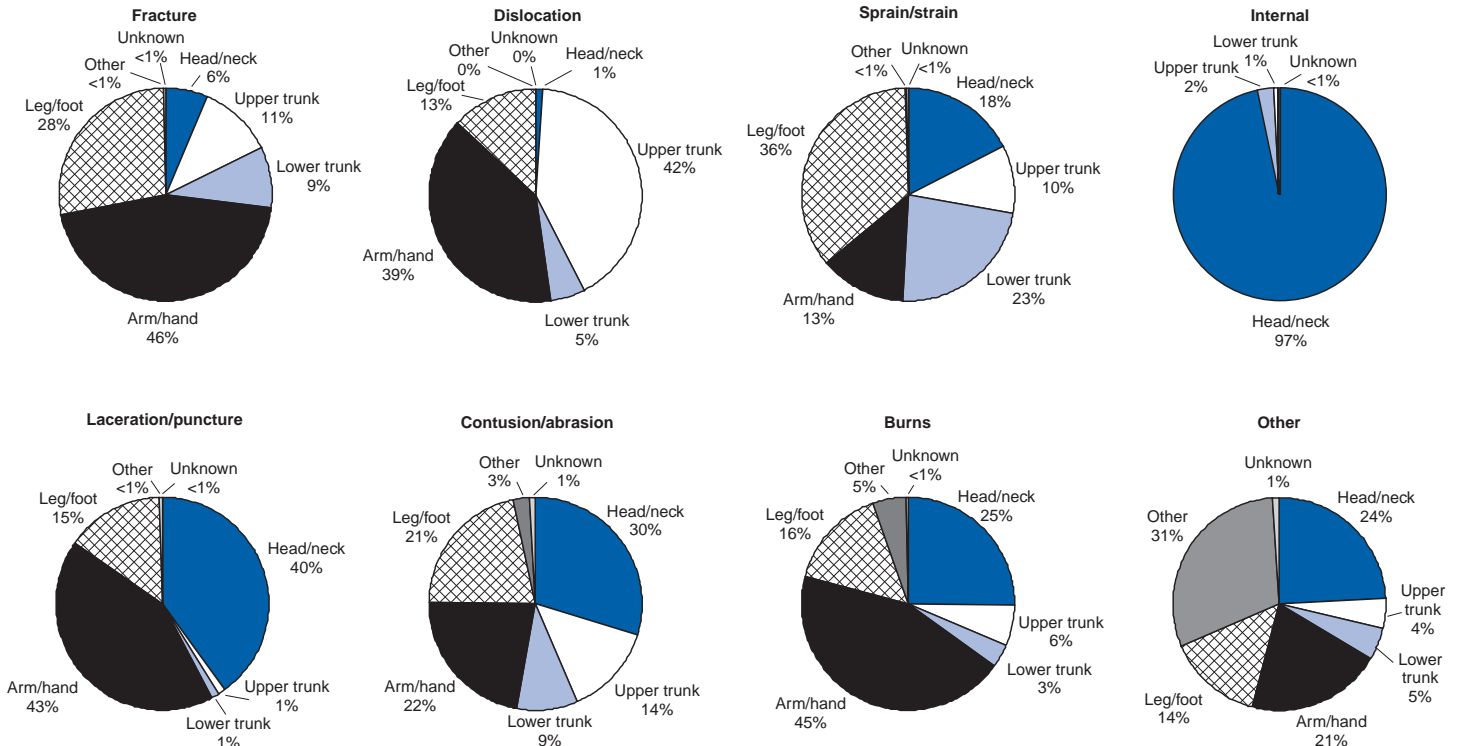 Fracture
Unknown
<1%
Other
<1%
Head/neck
6%
Upper trunk
11%
Lower trunk
9%
Arm/hand
46%
Leg/foot
28%
Dislocation
Unknown
0%
Other
0%
Head/neck
1%
Upper trunk
42%
Lower trunk
5%
Arm/hand
39%
Leg/foot
13%
Sprain/strain
Other
<1%
Unknown
<1%
Head/neck
18%
Upper trunk
10%
Lower trunk
23%
Arm/hand
13%
Leg/foot
36%
Internal
Lower trunk
1%
Upper trunk
2%
Unknown
<1%
Head/neck
97%
Laceration/puncture
Other
<1%
Unknown
<1%
Head/neck
40%
Upper trunk
1%
Lower trunk
1%
Arm/hand
43%
Leg/foot
15%
Contusion/abrasion
Other
3%
Unknown
1%
Head/neck
30%
Upper trunk
14%
Lower trunk
9%
Arm/hand
22%
Leg/foot
21%
Burns
Other
5%
Unknown
<1%
Head/neck
25%
Upper trunk
6%
Lower trunk
3%
Arm/hand
45%
Leg/foot
16%
Other
Unknown
1%
Head/neck
24%
Upper
trunk
4%
Lower
trunk
5%
Arm/hand
21%
Leg/foot
14%
Other
31%